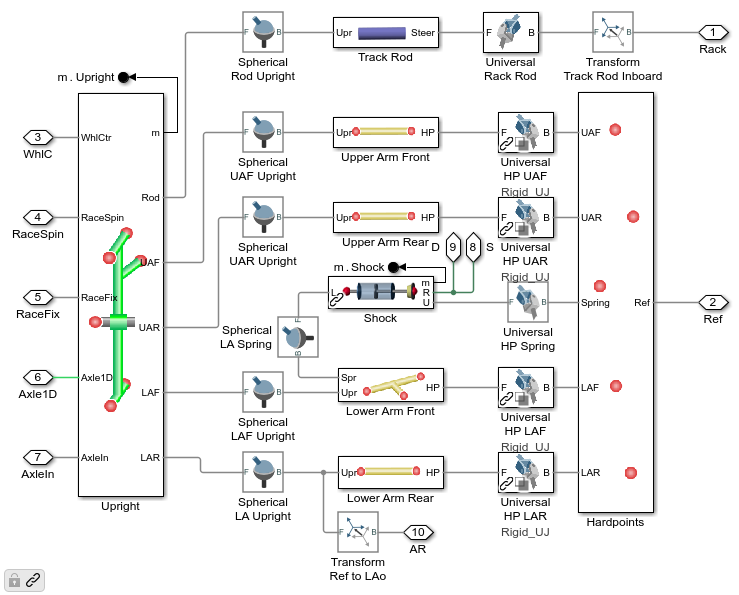 F B
Spherical
Rod Upright
Upr Steer
Track Rod
F B
Universal
Rack Rod
F B
Transform
Track Rod Inboard
1
Rack
m . Upright
m
WhlCtr
3
WhlC
Rod
RaceSpin
4
RaceSpin
UAF
RaceFix
5
RaceFix
UAR
Axle1D
6
Axle1D
LAF
AxleIn
7
AxleIn
LAR
Upright
F B
Spherical
UAF Upright
Upr HP
Upper Arm Front
F B
Universal
HP UAF
Rigid_UJ
F B
Spherical
UAR Upright
Upr HP
Upper Arm Rear
F B
Universal
HP UAR
Rigid_UJ
D 9 8 S
m . Shock
L
m
R
U
Shock
F
B
Spherical
LA Spring
F B
Universal
HP Spring
F B
Spherical
LAF Upright
Spr
Upr HP
Lower Arm Front
F B
Universal
HP LAF
Rigid_UJ
F B
Spherical
LA Upright
Upr HP
Lower Arm Rear
F B
Universal
HP LAR
Rigid_UJ
F B
Transform
Ref to LAo
10
AR
UAF
UAR
Spring Ref
LAF
LAR
Hardpoints
2
Ref